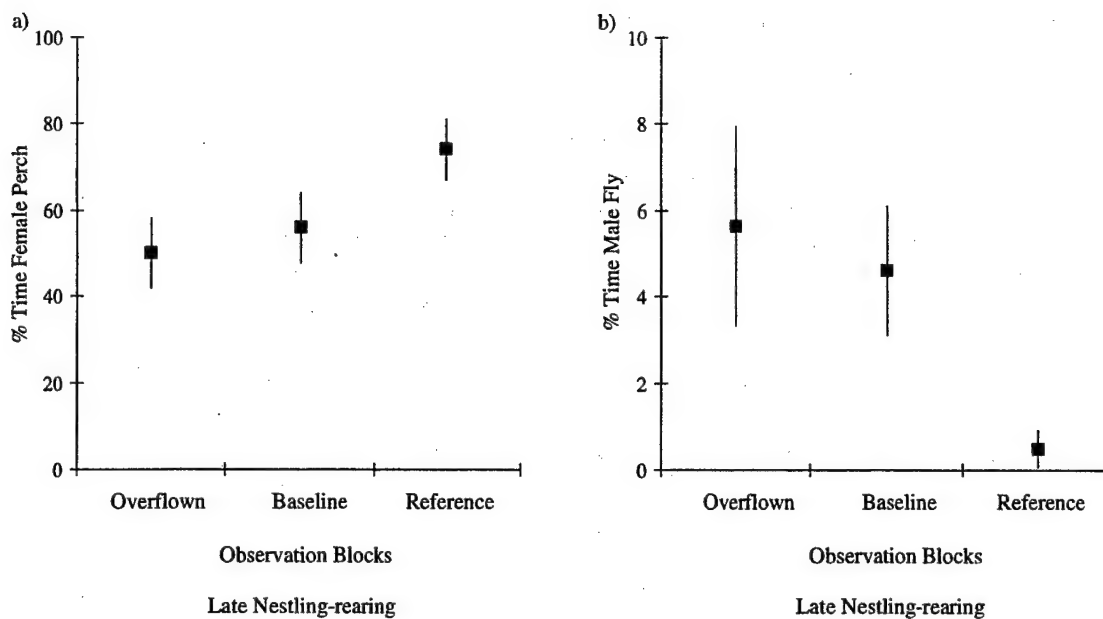 a)
% Time Female Perch
100
80
60
40
20
0
Overflown Baseline Reference
Observation Blocks
Late Nestling-rearing
b)
% Time Male Fly
10
8
6
4
2
0
Overflown Baseline Reference
Observation Blocks
Late Nestling-rearing